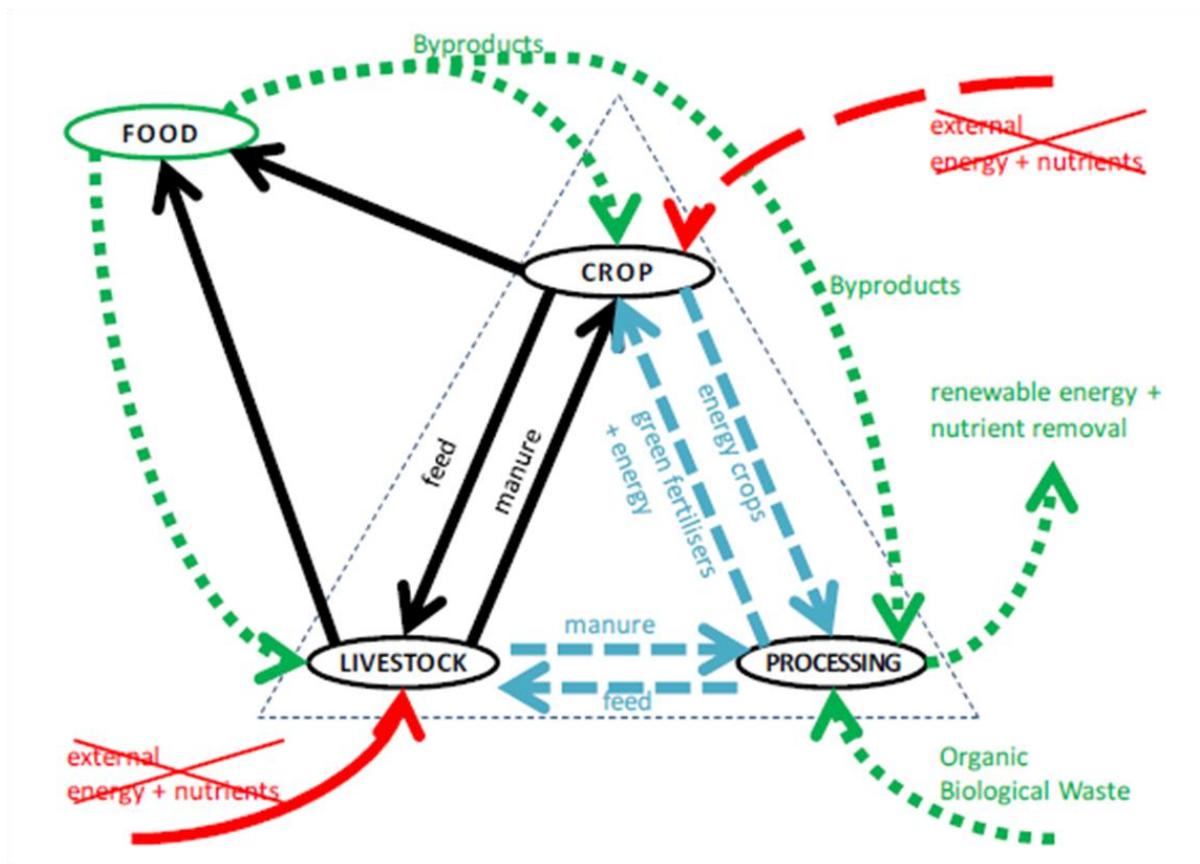 Byproducts
FOOD
external
energy + nutrients
CROP
Byproducts
renewable energy +
nutrient removal
feed
manure
green fertilisers
+ energy
energy crops
manure
LIVESTOCK
PROCESSING
feed
external
energy + nutrients
Organic
Biological Waste